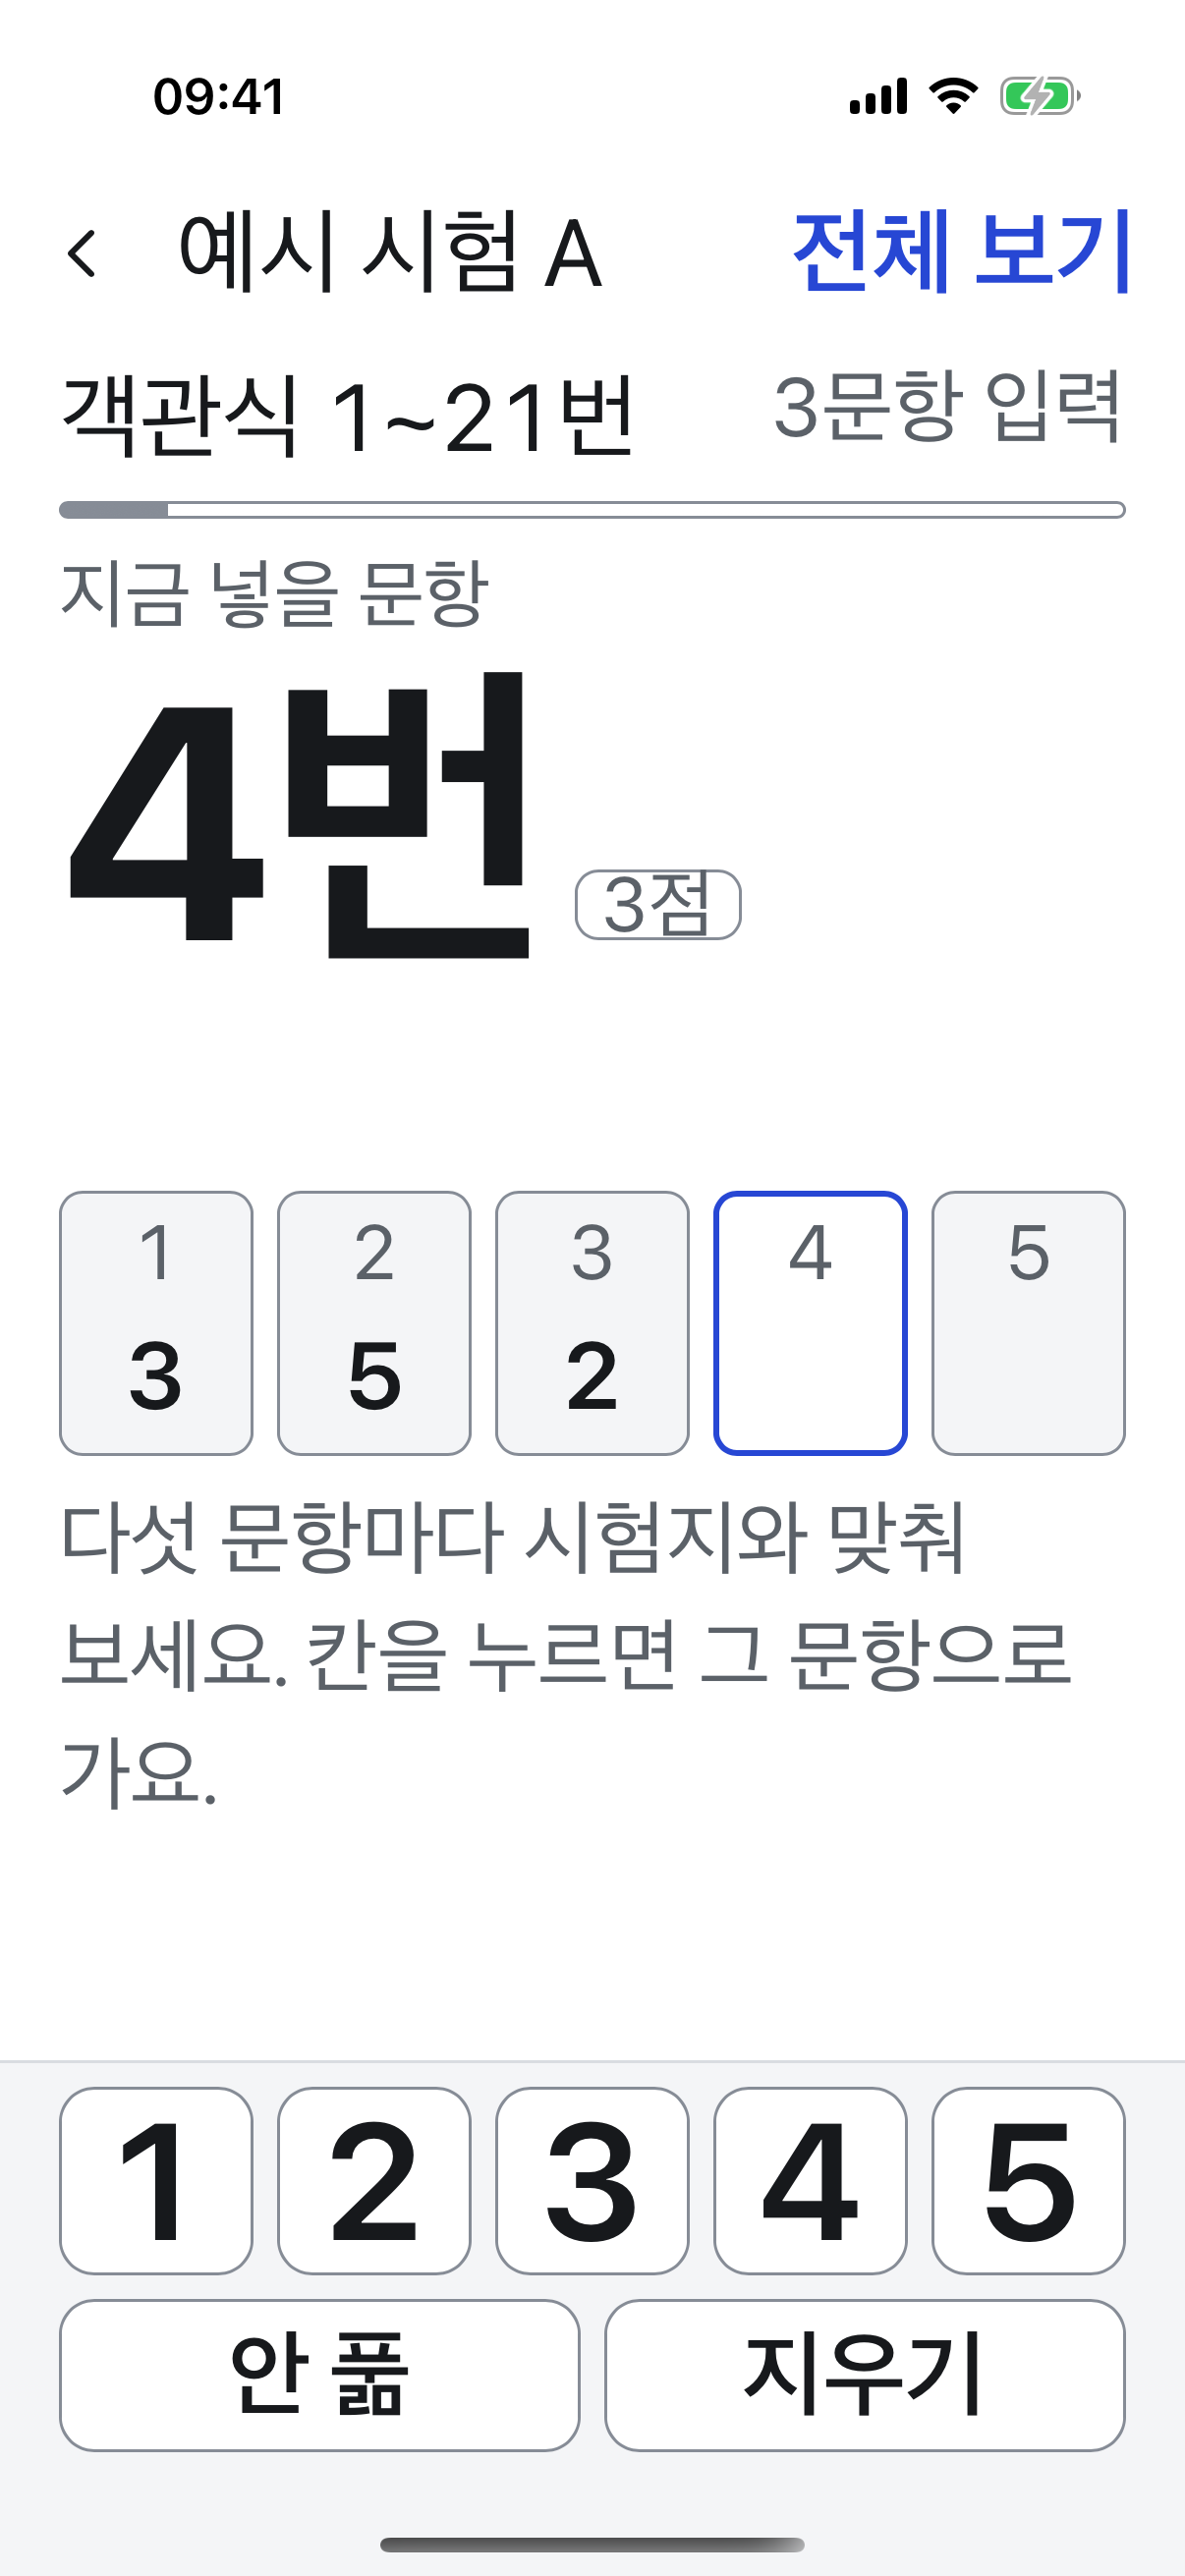 09:41
예시 시험 A 전체 보기
객관식 1~21번 3문항 입력
지금 넣을 문항
4번 3점
1 2 3 4 5
3 5 2
다섯 문항마다 시험지와 맞춰
보세요. 칸을 누르면 그 문항으로
가요.
1 2 3 4 5
안 풂 지우기